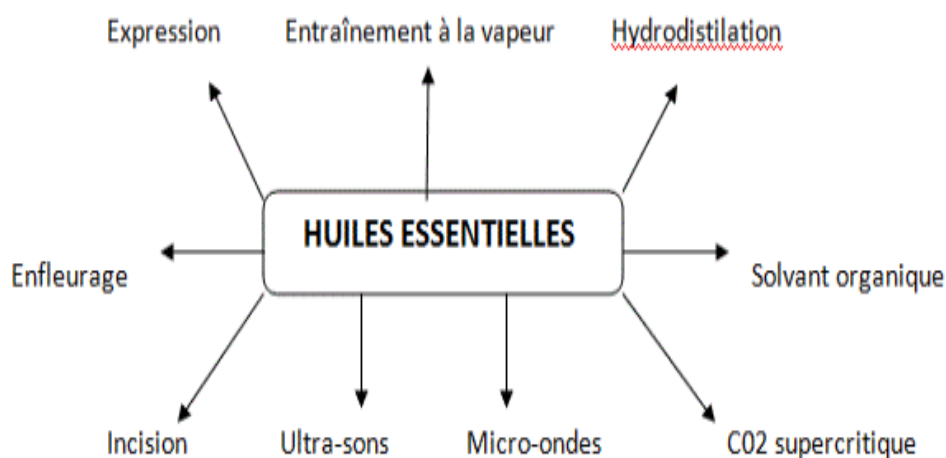 Expression Entraînement à la vapeur Hydrodistilation
HUILES ESSENTIELLES
Enfleurage Solvant organique
Incision Ultra-sons Micro-ondes C02 supercritique